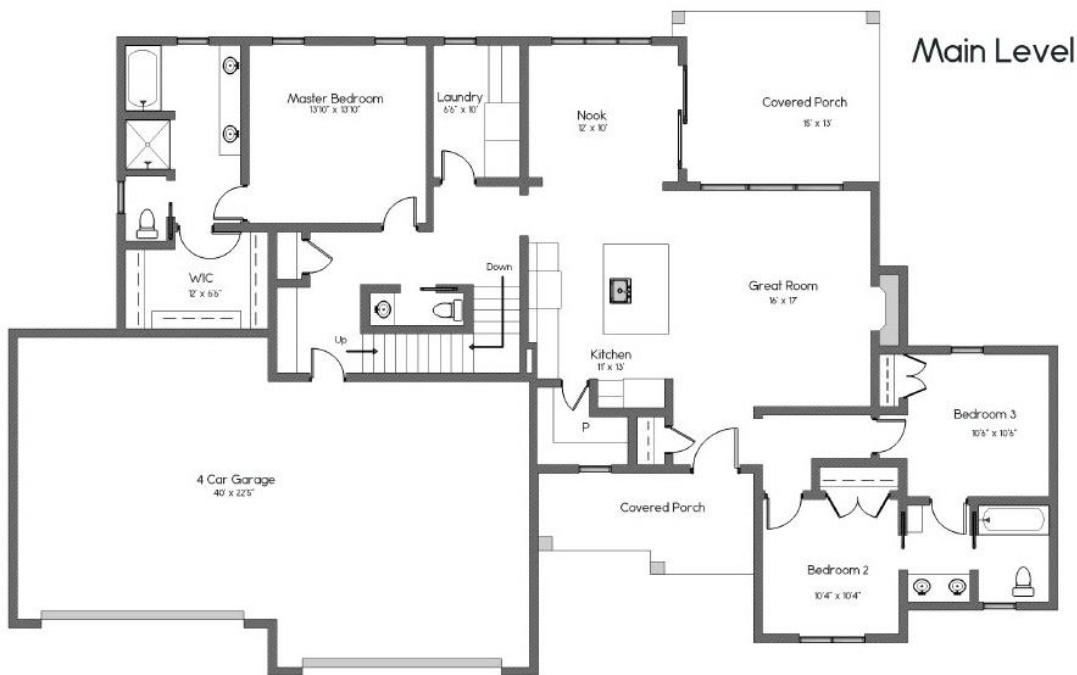 Main Level
Master Bedroom
13'10" x 13'10"
Laundry
6'6" x 10'
Nook
12' x 10'
Covered Porch
15' x 13'
WIC
12' x 6'6"
Down
Up
Great Room
16' x 17'
Kitchen
11' x 13'
P
Bedroom 3
10'6" x 10'6"
4 Car Garage
40' x 22'5"
Covered Porch
Bedroom 2
10'4" x 10'4"